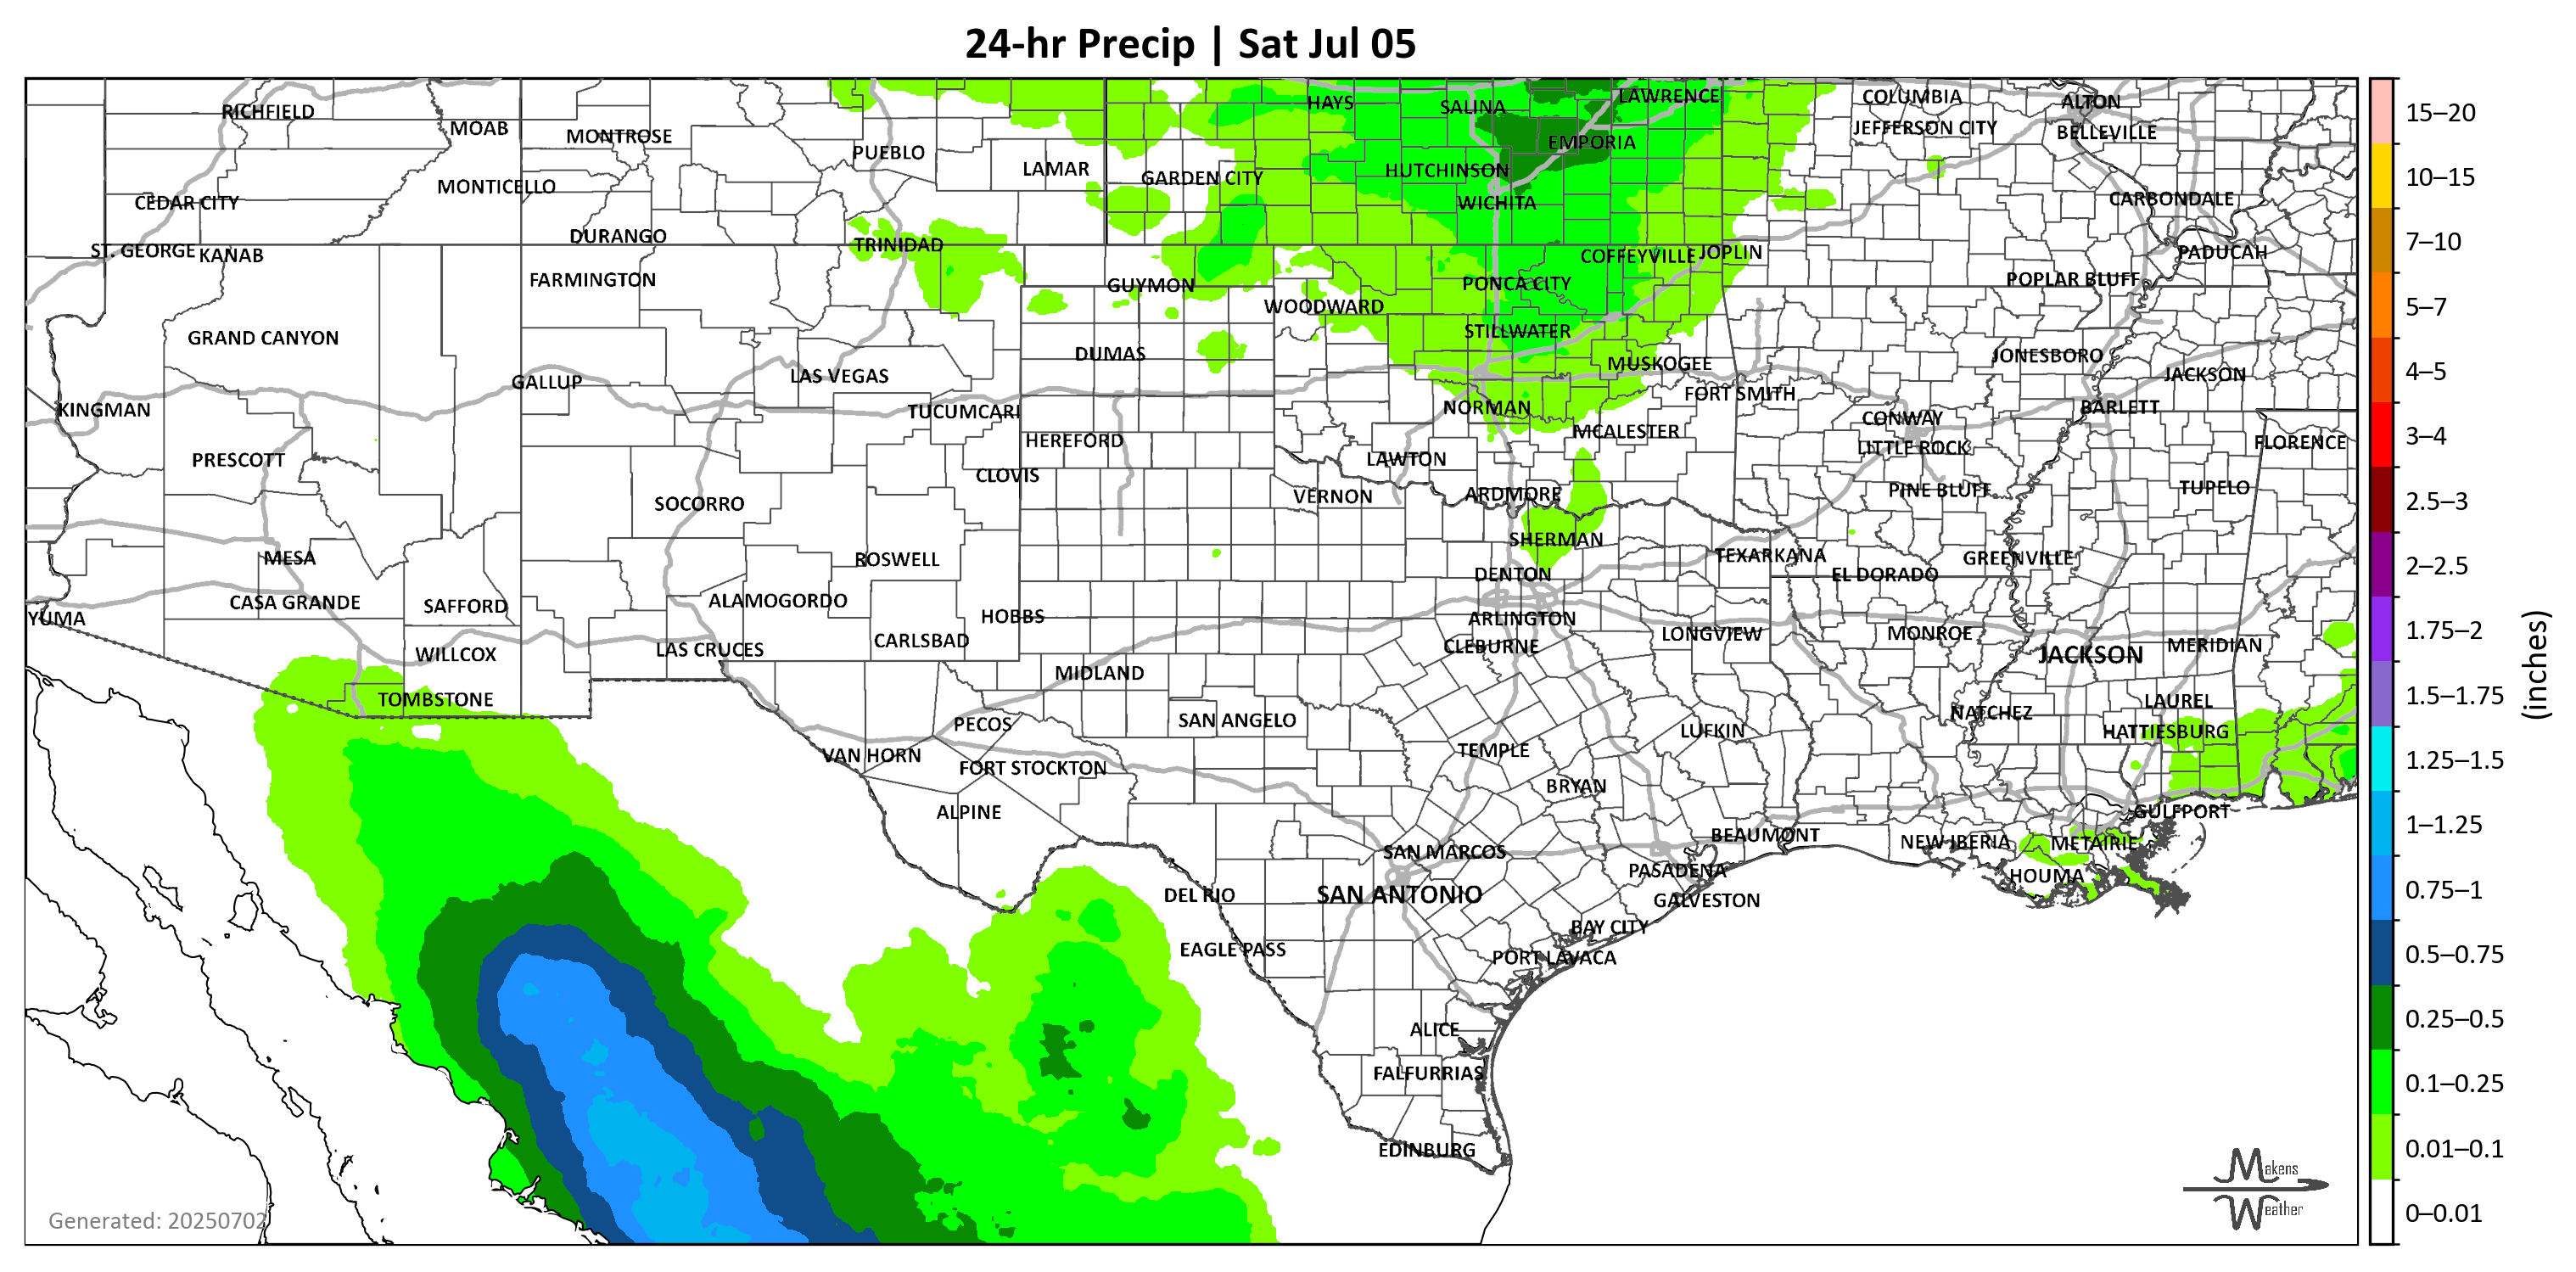 24-hr Precip | Sat Jul 05
RICHFIELD
MOAB
MONTROSE
PUEBLO
LAMAR
GARDEN CITY
HAYS
SALINA
LAWRENCE
EMPORIA
HUTCHINSON
WICHITA
COLUMBIA
JEFFERSON CITY
ALTON
BELLEVILLE
CARBONDALE
PADUCAH
CEDAR CITY
MONTICELLO
ST. GEORGE
KANAB
DURANGO
TRINIDAD
FARMINGTON
GUYMON
WOODWARD
PONCA CITY
COFFEYVILLE
JOPLIN
POPLAR BLUFF
GRAND CANYON
GALLUP
LAS VEGAS
DUMAS
STILLWATER
MUSKOGEE
FORT SMITH
JONESBORO
JACKSON
BARLETT
KINGMAN
TUCUMCARI
NORMAN
MCALESTER
CONWAY
LITTLE ROCK
FLORENCE
PRESCOTT
HEREFORD
CLOVIS
LAWTON
VERNON
ARDMORE
PINE BLUFF
TUPELO
SOCORRO
MESA
ROSWELL
SHERMAN
DENTON
TEXARKANA
EL DORADO
GREENVILLE
YUMA
CASA GRANDE
SAFFORD
ALAMOGORDO
HOBBS
ARLINGTON
CLEBURNE
LONGVIEW
MONROE
JACKSON
MERIDIAN
WILLCOX
LAS CRUCES
CARLSBAD
MIDLAND
TOMBSTONE
PECOS
SAN ANGELO
LUFKIN
NATCHEZ
LAUREL
HATTIESBURG
VAN HORN
FORT STOCKTON
TEMPLE
BRYAN
ALPINE
SAN MARCOS
BEAUMONT
NEW IBERIA
METAIRIE
GULFPORT
DEL RIO
SAN ANTONIO
PASADENA
GALVESTON
HOUMA
EAGLE PASS
BAY CITY
PORT LAVACA
ALICE
FALFURRIAS
EDINBURG
Generated: 20250702
Makens
Weather
15–20
10–15
7–10
5–7
4–5
3–4
2.5–3
2–2.5
1.75–2
1.5–1.75
1.25–1.5
1–1.25
0.75–1
0.5–0.75
0.25–0.5
0.1–0.25
0.01–0.1
0–0.01
(inches)